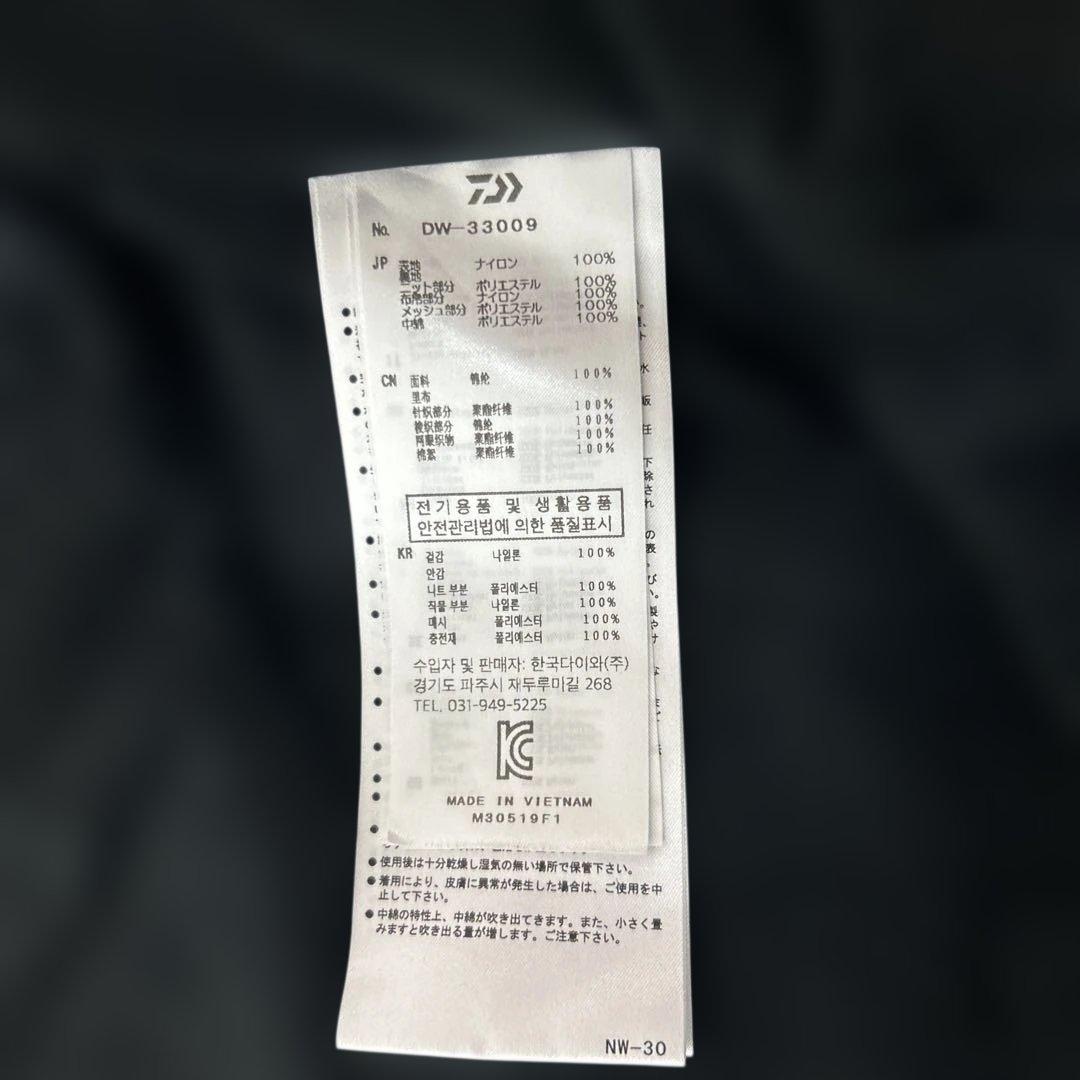 No. DW-33009
JP 表地 ナイロン 100%
裏地
ニット部分 ポリエステル 100%
布帛部分 ナイロン 100%
メッシュ部分 ポリエステル 100%
中綿 ポリエステル 100%
CN 面料 锦纶 100%
里布
针织部分 聚酯纤维 100%
梭织部分 锦纶 100%
网眼织物 聚酯纤维 100%
棉絮 聚酯纤维 100%
전기용품 및 생활용품
안전관리법에 의한 품질표시
KR 겉감 나일론 100%
안감
니트 부분 폴리에스터 100%
직물 부분 나일론 100%
메시 폴리에스터 100%
충전재 폴리에스터 100%
수입자 및 판매자: 한국다이와(주)
경기도 파주시 재두루미길 268
TEL. 031-949-5225
MADE IN VIETNAM
M30519F1
●使用後は十分乾燥し湿気の無い場所で保管下さい。
●着用により、皮膚に異常が発生した場合は、ご使用を中
止して下さい。
●中綿の特性上、中綿が吹き出てきます。また、小さく畳
みますと吹き出る量が増します。ご注意下さい。
NW-30